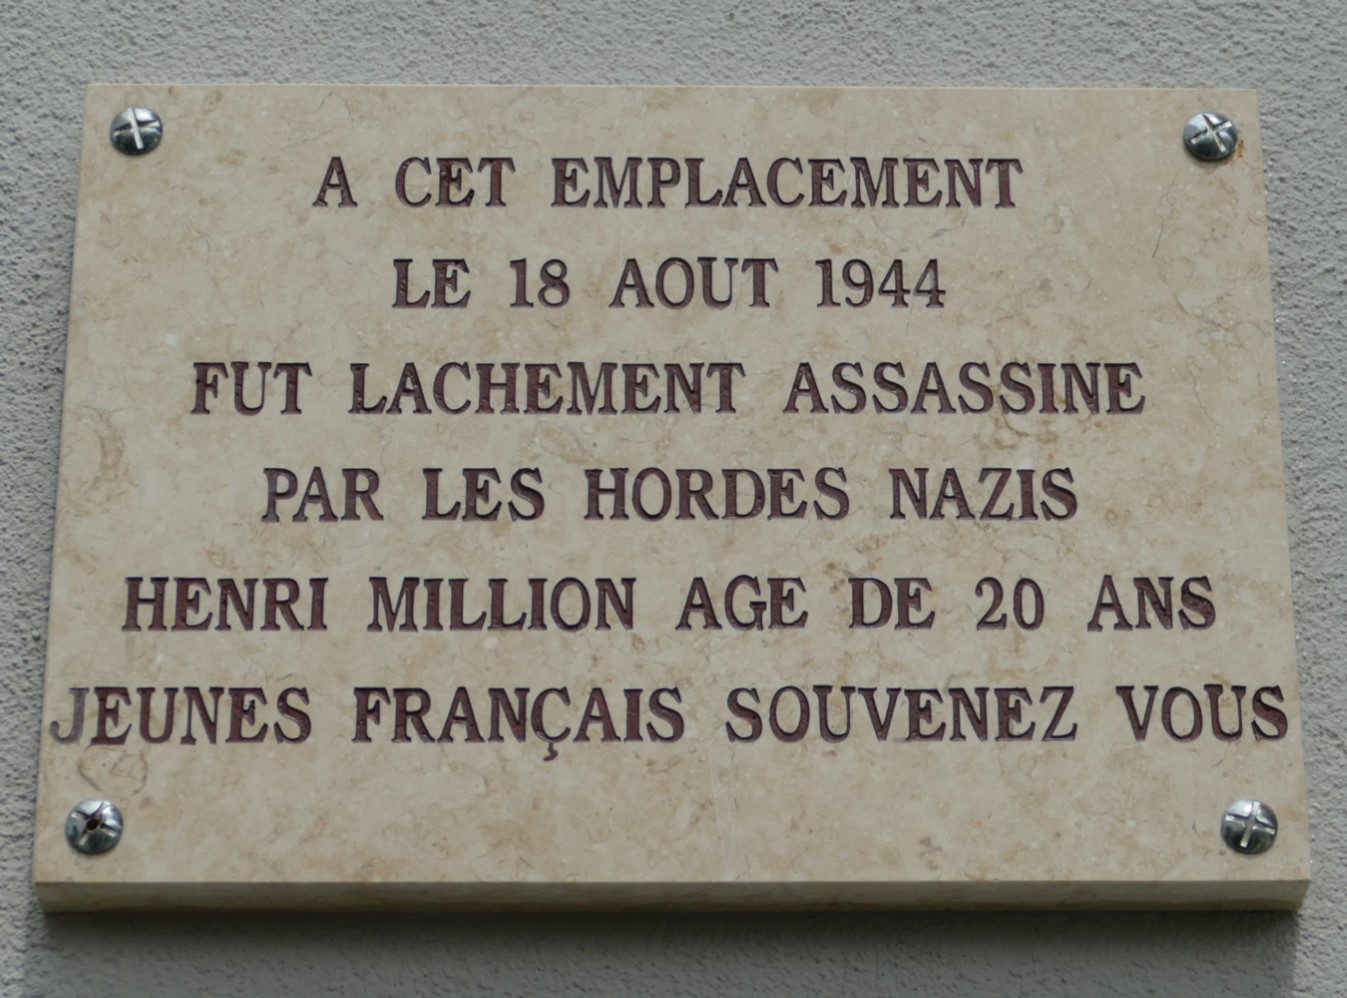 A CET EMPLACEMENT
LE 18 AOUT 1944
FUT LACHEMENT ASSASSINE
PAR LES HORDES NAZIS
HENRI MILLION AGE DE 20 ANS
JEUNES FRANÇAIS SOUVENEZ VOUS